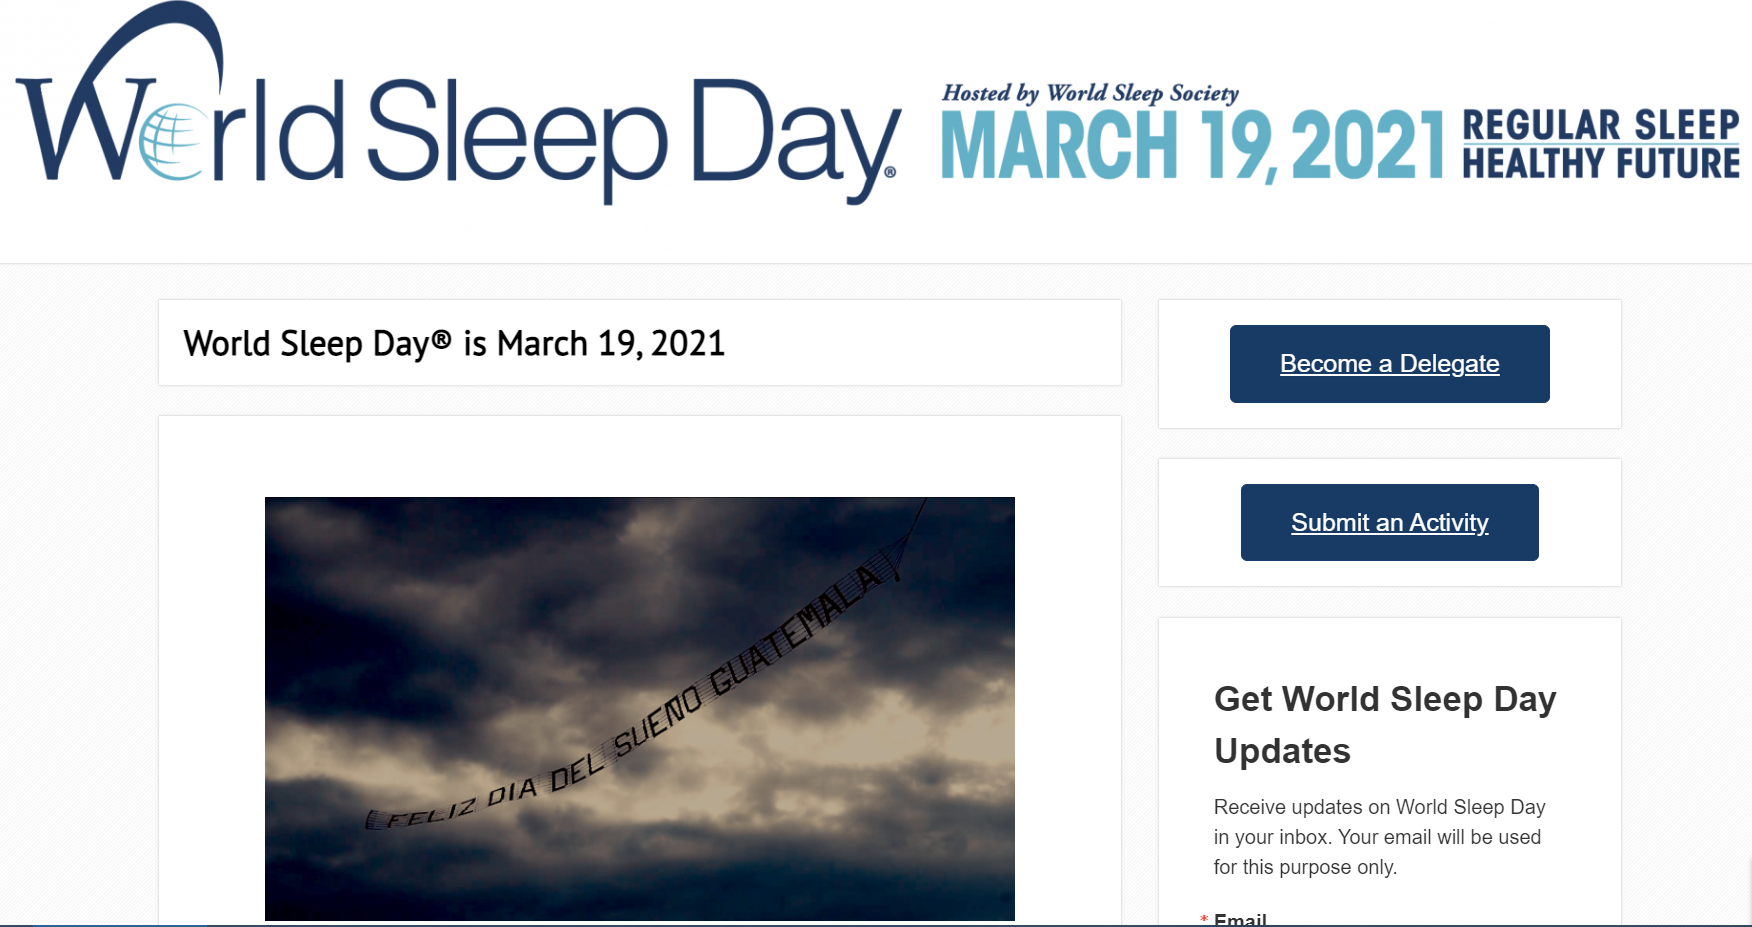 World Sleep Day®
Hosted by World Sleep Society
MARCH 19, 2021
REGULAR SLEEP
HEALTHY FUTURE
World Sleep Day® is March 19, 2021
FELIZ DIA DEL SUENO GUATEMALA
Become a Delegate
Submit an Activity
Get World Sleep Day
Updates
Receive updates on World Sleep Day
in your inbox. Your email will be used
for this purpose only.
* Email